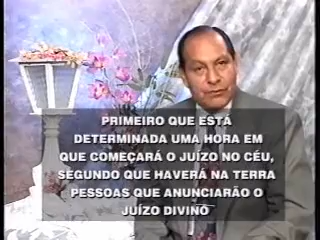 PRIMEIRO QUE ESTÁ
DETERMINADA UMA HORA EM
QUE COMEÇARÁ O JUÍZO NO CÉU,
SEGUNDO QUE HAVERÁ NA TERRA
PESSOAS QUE ANUNCIARÃO O
JUÍZO DIVINO